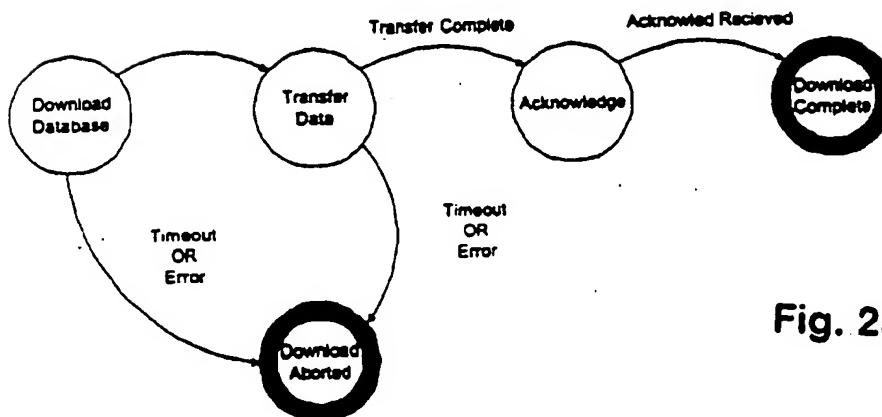 Transfer Complete
Acknowled Recieved
Download
Database
Transfer
Data
Acknowledge
Download
Complete
Timeout
OR
Error
Timeout
OR
Error
Download
Aborted
Fig. 2